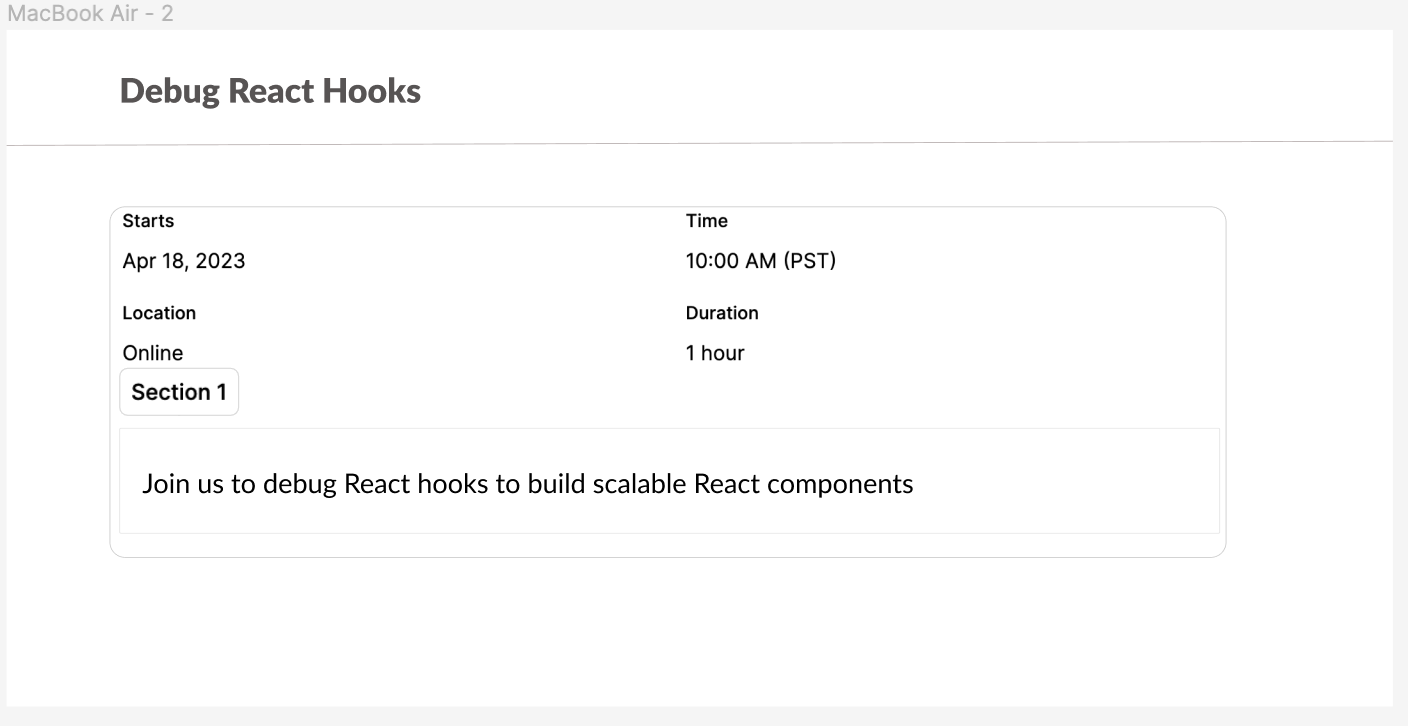 MacBook Air - 2
Debug React Hooks
Starts
Time
Apr 18, 2023
10:00 AM (PST)
Location
Duration
Online
1 hour
Section 1
Join us to debug React hooks to build scalable React components